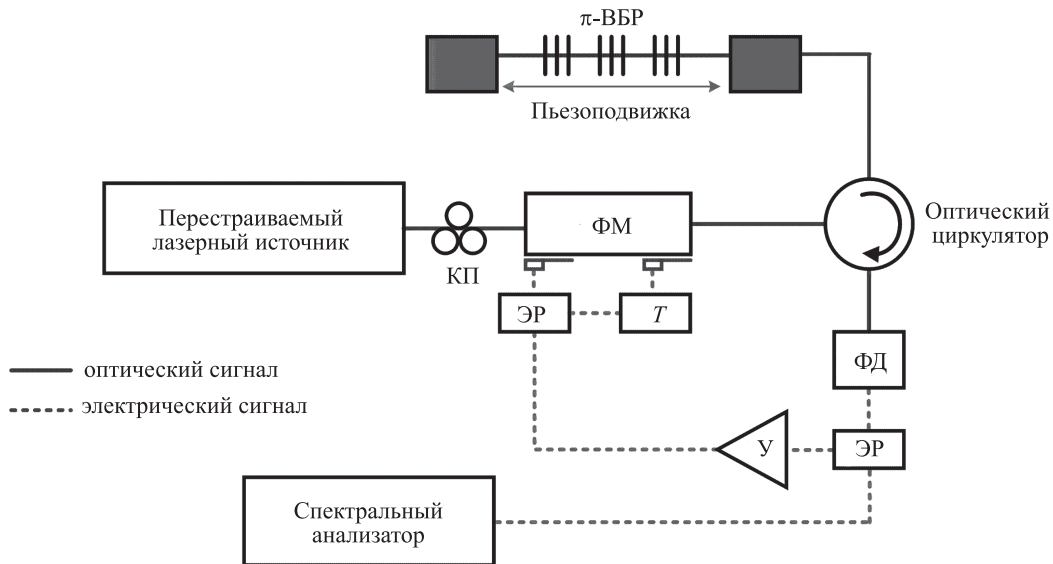 π-ВБР
Пьезоподвижка
Перестраиваемый
лазерный источник
КП
ФМ
Оптический
циркулятор
ЭР
T
ФД
оптический сигнал
электрический сигнал
У
ЭР
Спектральный
анализатор